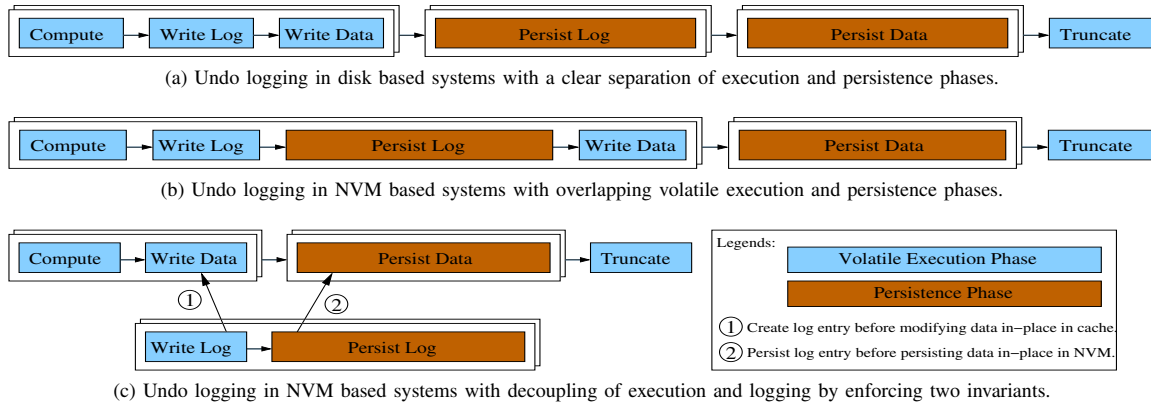 Compute
Write Log
Write Data
Persist Log
Persist Data
Truncate
(a) Undo logging in disk based systems with a clear separation of execution and persistence phases.
Compute
Write Log
Persist Log
Write Data
Persist Data
Truncate
(b) Undo logging in NVM based systems with overlapping volatile execution and persistence phases.
Compute
Write Data
Persist Data
Truncate
1
2
Write Log
Persist Log
Legends:
Volatile Execution Phase
Persistence Phase
1 Create log entry before modifying data in-place in cache.
2 Persist log entry before persisting data in-place in NVM.
(c) Undo logging in NVM based systems with decoupling of execution and logging by enforcing two invariants.